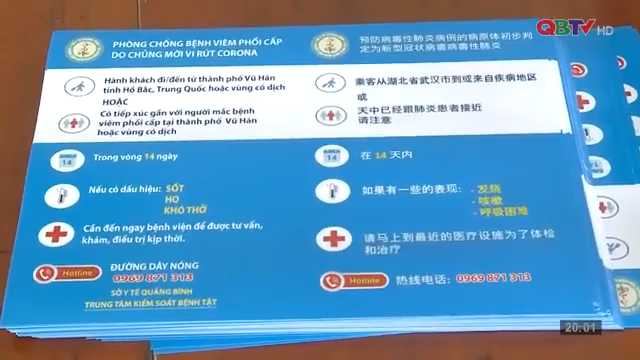 QBTV HD
PHÒNG CHỐNG BỆNH VIÊM PHỔI CẤP
DO CHỦNG MỚI VI RÚT CORONA
Hành khách đi/đến từ thành phố Vũ Hán
tỉnh Hồ Bắc, Trung Quốc hoặc vùng có dịch
HOẶC
Có tiếp xúc gần với người mắc bệnh
viêm phổi cấp tại thành phố Vũ Hán
hoặc vùng có dịch
14
Trong vòng 14 ngày
Nếu có dấu hiệu: SỐT
HO
KHÓ THỞ
Cần đến ngay bệnh viện để được tư vấn,
khám, điều trị kịp thời.
Hotline
ĐƯỜNG DÂY NÓNG
0969 871 313
SỞ Y TẾ QUẢNG BÌNH
TRUNG TÂM KIỂM SOÁT BỆNH TẬT
预防病毒性肺炎病例的病原体初步判
定为新型冠状病毒病毒性肺炎
乘客从湖北省武汉市到或来自疾病地区
或
天中已经跟肺炎患者接近
请注意
14
在 14 天内
如果有一些的表现: - 发烧
- 咳嗽
- 呼吸困难
请马上到最近的医疗设施为了体检
和治疗
Hotline
热线电话: 0969 871 313
20:01